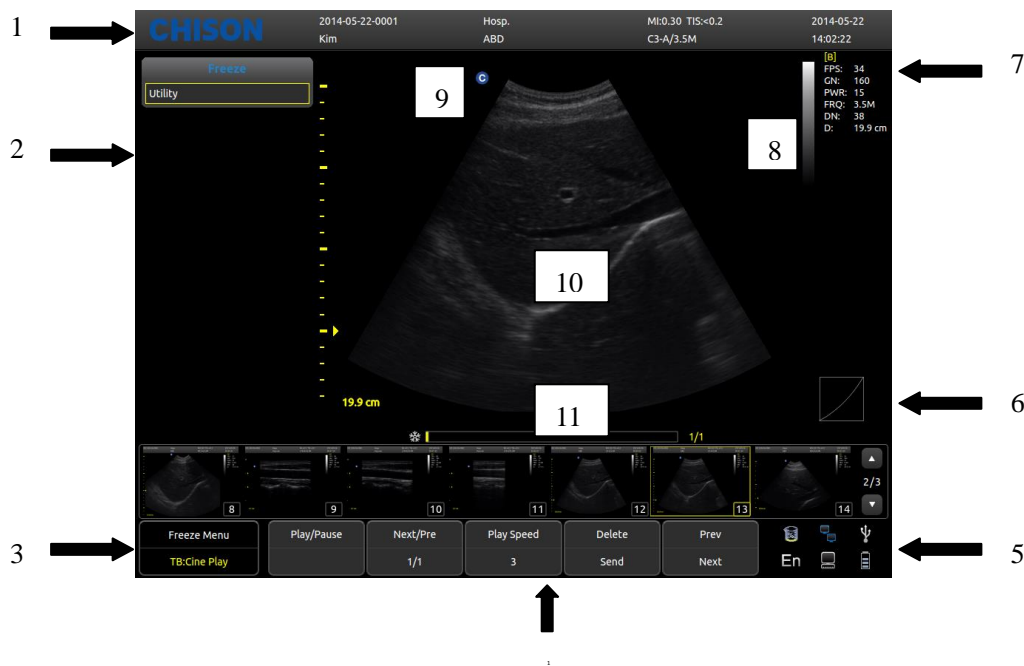 CHISON
2014-05-22-0001 Hosp. MI:0.30 TIS:<0.2 2014-05-22
Kim ABD C3-A/3.5M 14:02:22
1
2
3
Freeze
Utility
9
C
8
[B]
FPS: 34
GN: 160
PWR: 15
FRQ: 3.5M
DN: 38
D: 19.9 cm
7
10
6
19.9 cm
11
1/1
8 9 10 11 12 13 14
2/3
Freeze Menu Play/Pause Next/Pre Play Speed Delete Prev
TB:Cine Play 1/1 3 Send Next
En
5